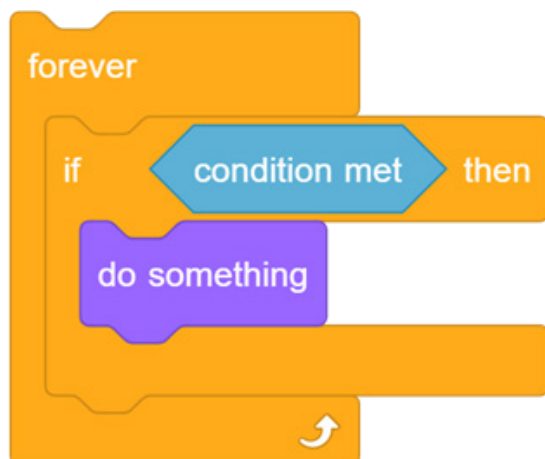 forever
if condition met then
do something